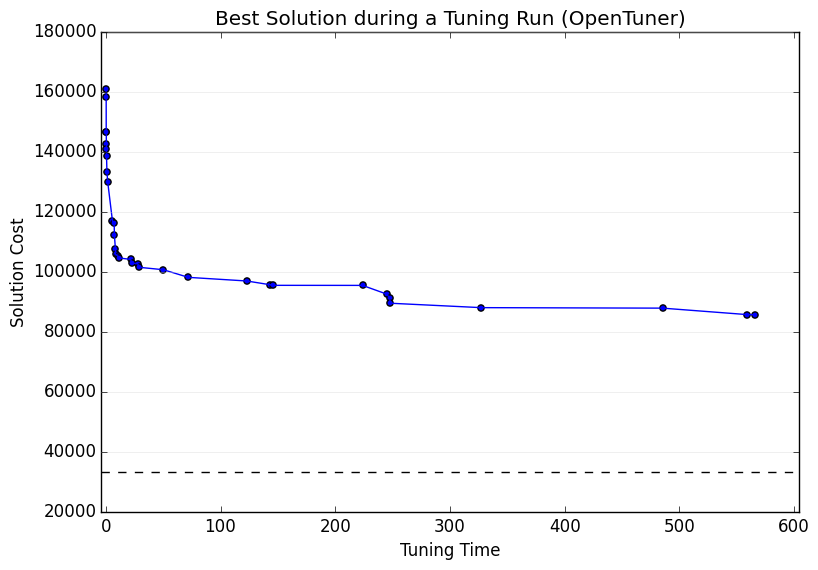 Best Solution during a Tuning Run (OpenTuner)
180000
160000
140000
120000
100000
80000
60000
40000
20000
Solution Cost
0 100 200 300 400 500 600
Tuning Time